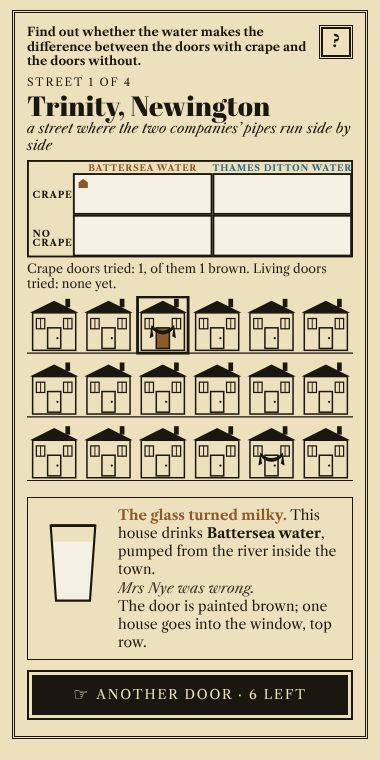 Find out whether the water makes the
difference between the doors with crape and
the doors without.
?
STREET 1 OF 4
Trinity, Newington
a street where the two companies' pipes run side by
side
BATTERSEA WATER THAMES DITTON WATER
CRAPE
NO
CRAPE
Crape doors tried: 1, of them 1 brown. Living doors
tried: none yet.
The glass turned milky. This
house drinks Battersea water,
pumped from the river inside the
town.
Mrs Nye was wrong.
The door is painted brown; one
house goes into the window, top
row.
☞ ANOTHER DOOR · 6 LEFT